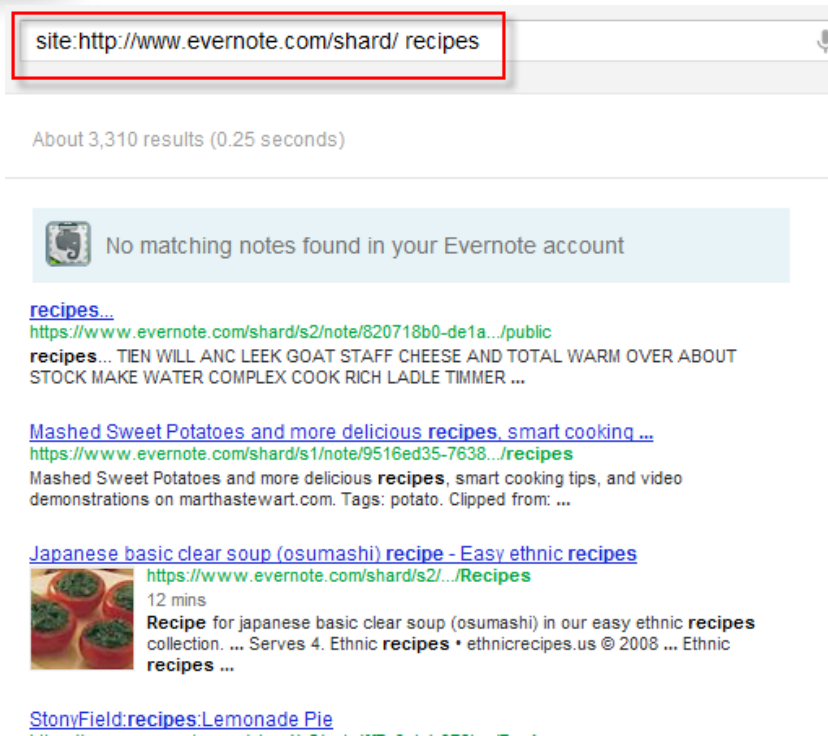 site:http://www.evernote.com/shard/ recipes
About 3,310 results (0.25 seconds)
No matching notes found in your Evernote account
recipes...
https://www.evernote.com/shard/s2/note/820718b0-de1a.../public
recipes... TIEN WILL ANC LEEK GOAT STAFF CHEESE AND TOTAL WARM OVER ABOUT
STOCK MAKE WATER COMPLEX COOK RICH LADLE TIMMER ...
Mashed Sweet Potatoes and more delicious recipes, smart cooking ...
https://www.evernote.com/shard/s1/note/9516ed35-7638.../recipes
Mashed Sweet Potatoes and more delicious recipes, smart cooking tips, and video
demonstrations on marthastewart.com. Tags: potato. Clipped from: ...
Japanese basic clear soup (osumashi) recipe - Easy ethnic recipes
https://www.evernote.com/shard/s2/.../Recipes
12 mins
Recipe for japanese basic clear soup (osumashi) in our easy ethnic recipes
collection. ... Serves 4. Ethnic recipes • ethnicrecipes.us © 2008 ... Ethnic
recipes ...
StonyField:recipes:Lemonade Pie